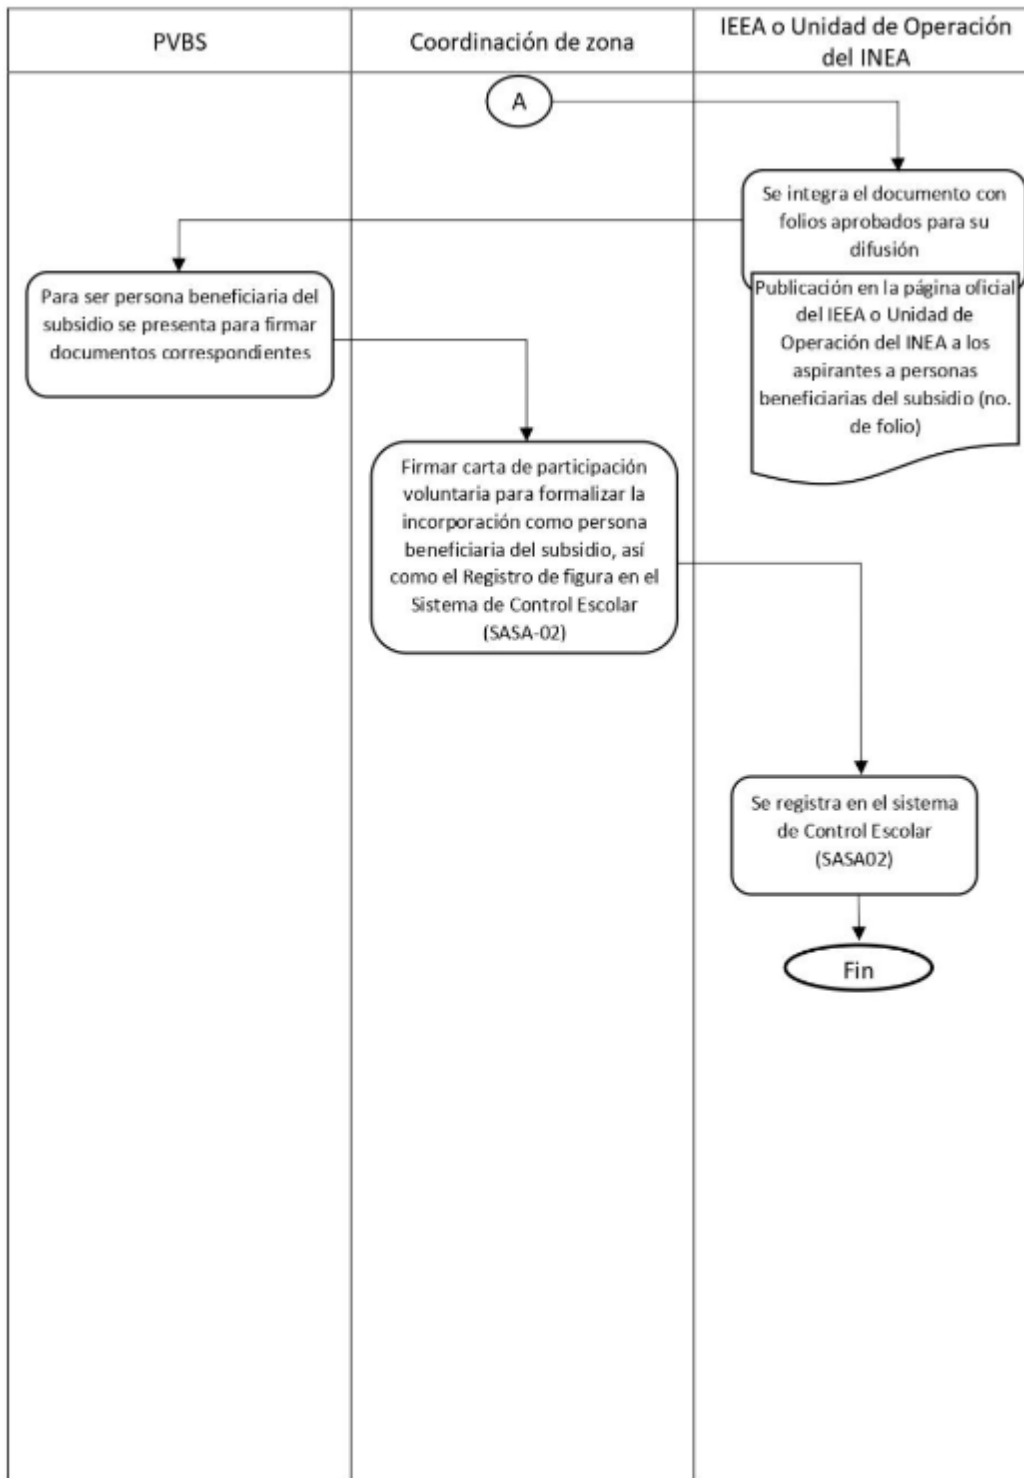 PVBS
Coordinación de zona
IEEA o Unidad de Operación
del INEA
A
Se integra el documento con
folios aprobados para su
difusión
Publicación en la página oficial
del IEEA o Unidad de
Operación del INEA a los
aspirantes a personas
beneficiarias del subsidio (no.
de folio)
Para ser persona beneficiaria del
subsidio se presenta para firmar
documentos correspondientes
Firmar carta de participación
voluntaria para formalizar la
incorporación como persona
beneficiaria del subsidio, así
como el Registro de figura en el
Sistema de Control Escolar
(SASA-02)
Se registra en el sistema
de Control Escolar
(SASA02)
Fin